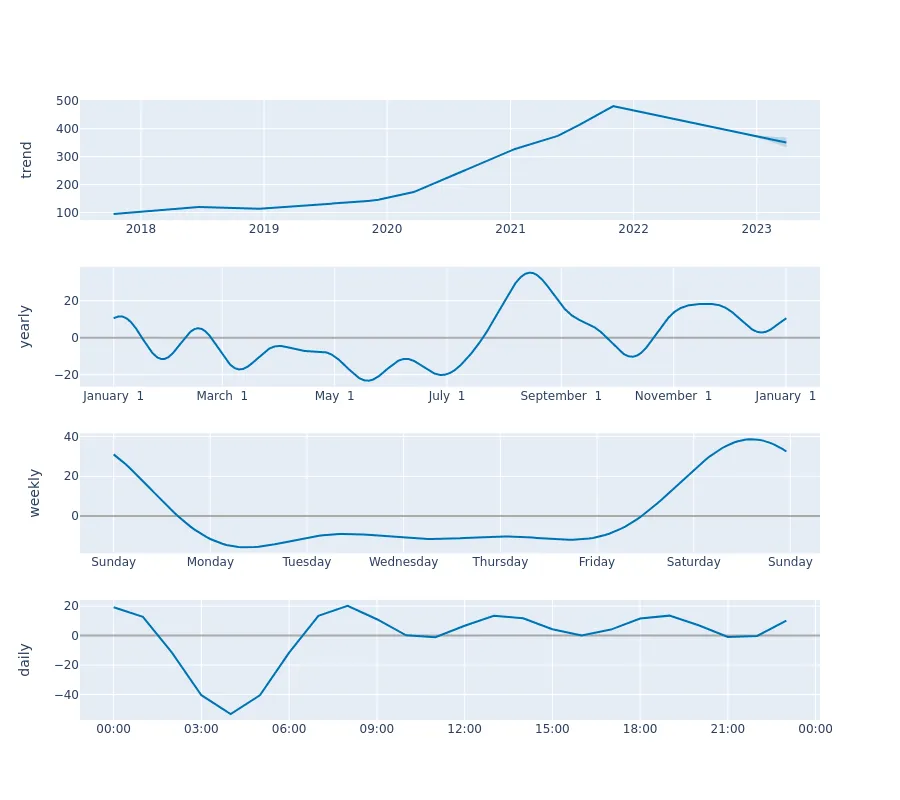 trend
500
400
300
200
100
2018 2019 2020 2021 2022 2023
yearly
20
0
−20
January 1 March 1 May 1 July 1 September 1 November 1 January 1
weekly
40
20
0
Sunday Monday Tuesday Wednesday Thursday Friday Saturday Sunday
daily
20
0
−20
−40
00:00 03:00 06:00 09:00 12:00 15:00 18:00 21:00 00:00